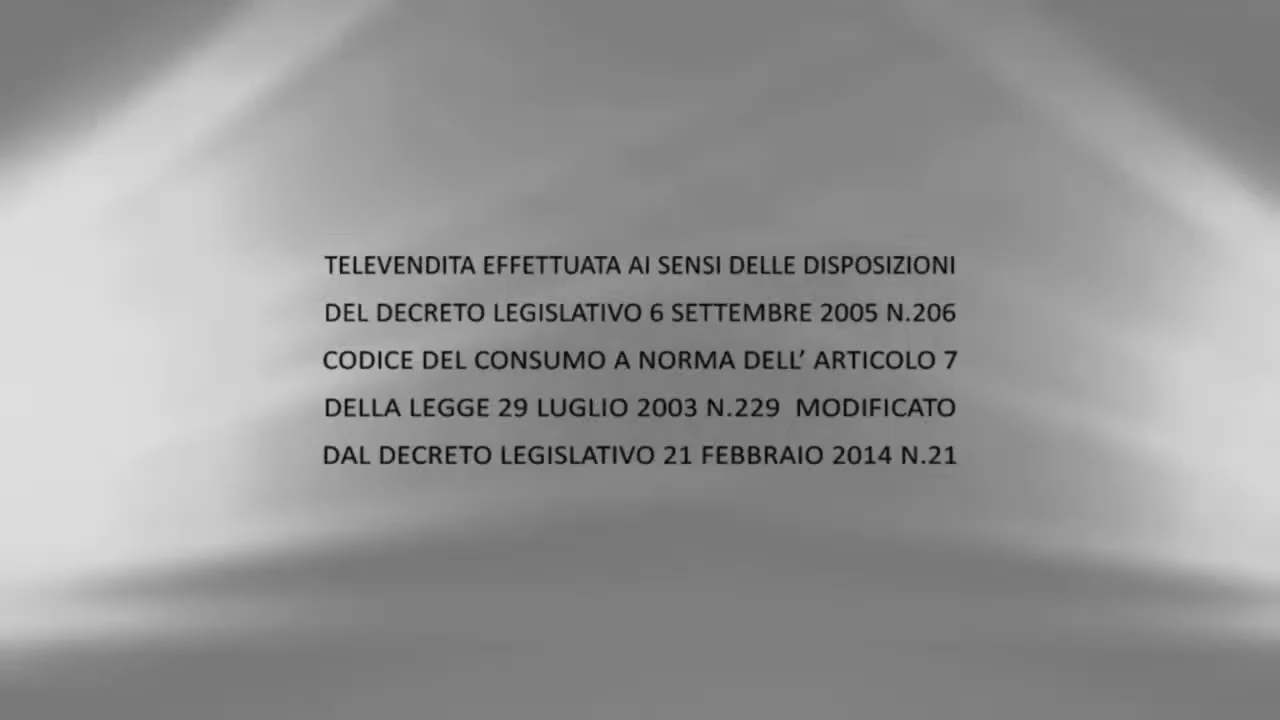 TELEVENDITA EFFETTUATA AI SENSI DELLE DISPOSIZIONI
DEL DECRETO LEGISLATIVO 6 SETTEMBRE 2005 N.206
CODICE DEL CONSUMO A NORMA DELL’ ARTICOLO 7
DELLA LEGGE 29 LUGLIO 2003 N.229  MODIFICATO
DAL DECRETO LEGISLATIVO 21 FEBBRAIO 2014 N.21